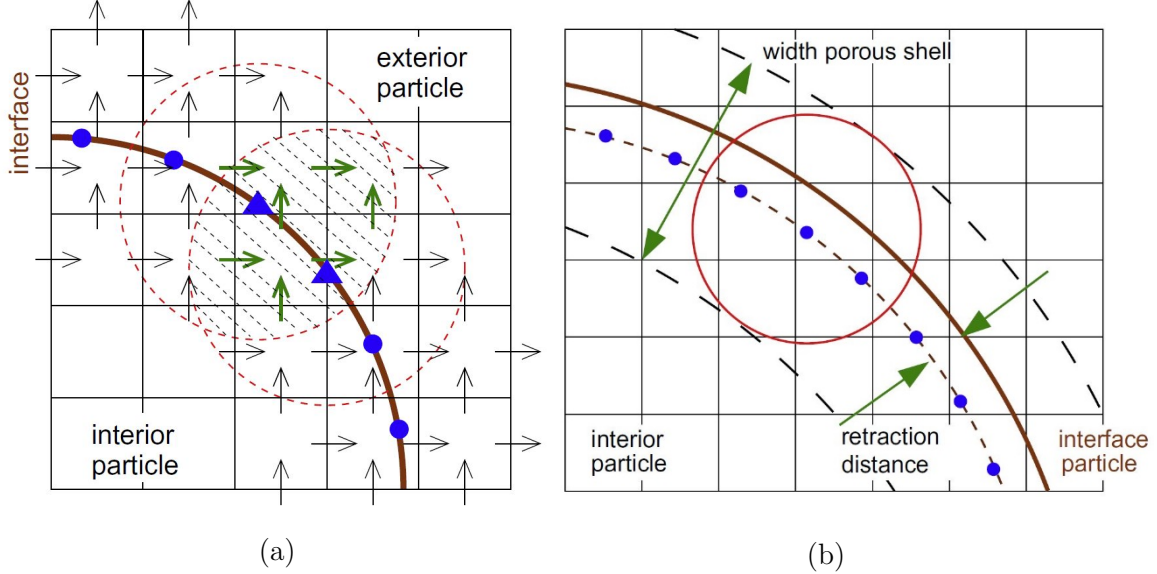 interface
exterior
particle
interior
particle
(a)
width porous shell
interior
particle
retraction
distance
interface
particle
(b)